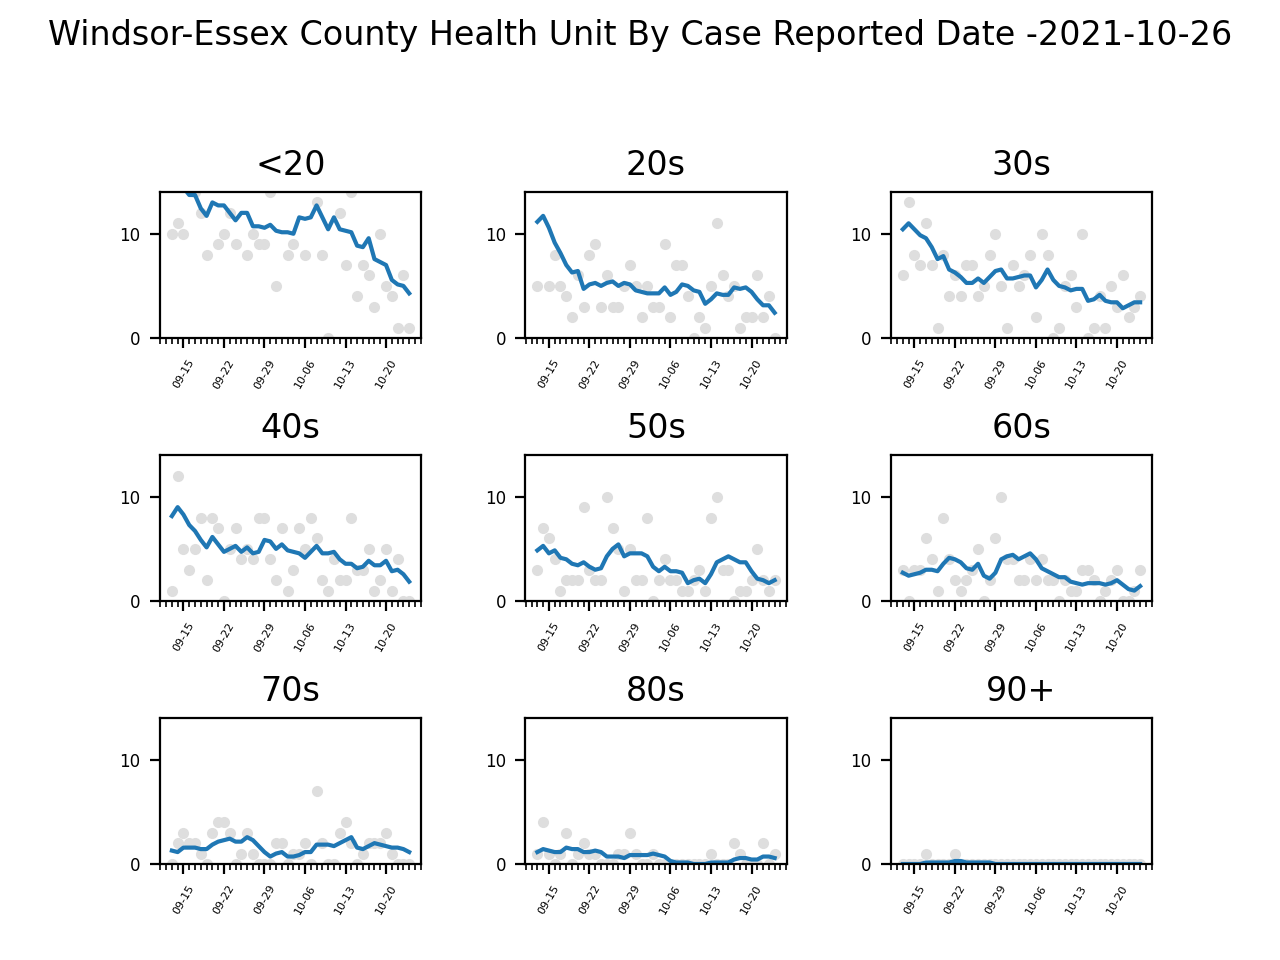 Windsor-Essex County Health Unit By Case Reported Date -2021-10-26
<20 20s 30s
10 10 10
0 0 0
09-15 09-22 09-29 10-06 10-13 10-20 09-15 09-22 09-29 10-06 10-13 10-20 09-15 09-22 09-29 10-06 10-13 10-20
40s 50s 60s
10 10 10
0 0 0
09-15 09-22 09-29 10-06 10-13 10-20 09-15 09-22 09-29 10-06 10-13 10-20 09-15 09-22 09-29 10-06 10-13 10-20
70s 80s 90+
10 10 10
0 0 0
09-15 09-22 09-29 10-06 10-13 10-20 09-15 09-22 09-29 10-06 10-13 10-20 09-15 09-22 09-29 10-06 10-13 10-20